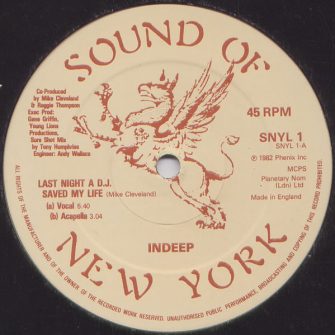 SOUND OF
NEW YORK
Co-Produced
by Mike Cleveland
& Reggie Thompson
Exec Prod:
Gene Griffin,
Young Lions
Productions,
Sure Shot Mix
by Tony Humphries
Engineer: Andy Wallace
45 RPM
SNYL 1
SNYL 1-A
℗ 1982 Phenix Inc
MCPS
Planetary Nom
(Ldn) Ltd
Made in England
LAST NIGHT A D.J.
SAVED MY LIFE (Mike Cleveland)
(a) Vocal 5.40
(b) Acapella 3.04
INDEEP
ALL RIGHTS OF THE MANUFACTURER AND OF THE OWNER OF THE RECORDED WORK RESERVED. UNAUTHORISED PUBLIC PERFORMANCE, BROADCASTING AND COPYING OF THIS RECORD PROHIBITED.